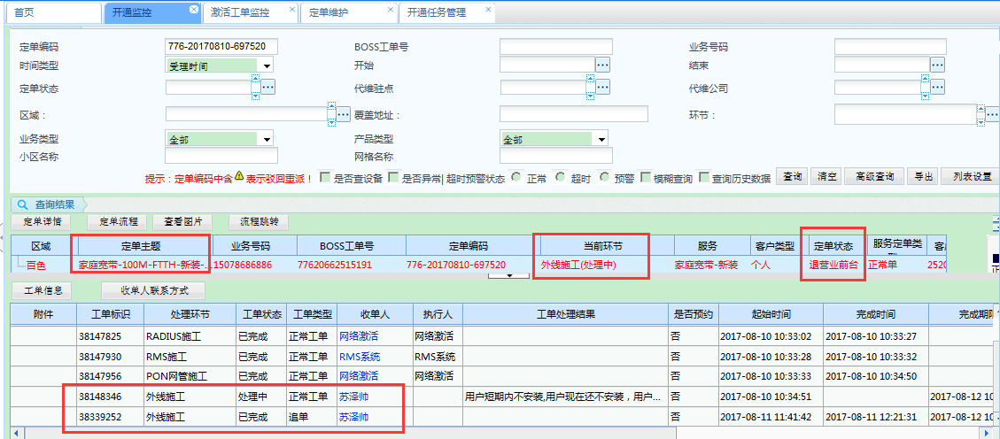 首页 开通监控 激活工单监控 定单维护 开通任务管理
定单编码 776-20170810-697520 BOSS工单号 业务号码
时间类型 受理时间 开始 结束
定单状态 代维驻点 代维公司
区域： 覆盖地址： 环节：
业务类型 全部 产品类型 全部
小区名称 网格名称
提示：定单编码中含 表示驳回重派！ 是否查设备 是否异常| 超时预警状态 正常 超时 预警 模糊查询 查询历史数据 查询 清空 高级查询 导出 列表设置
查询结果
定单详情 定单流程 查看图片 流程跳转
区域 定单主题 业务号码 BOSS工单号 定单编码 当前环节 服务 客户类型 定单状态 服务定单类
百色 家庭宽带-100M-FTTH-新装-... 15078686886 77620662515191 776-20170810-697520 外线施工(处理中) 家庭宽带-新装 个人 退营业前台 正常单 2520
工单信息 收单人联系方式
附件 工单标识 处理环节 工单状态 工单类型 收单人 执行人 工单处理结果 是否预约 起始时间 完成时间 完成期限
38147825 RADIUS施工 已完成 正常工单 网络激活 网络激活 否 2017-08-10 10:33:02 2017-08-10 10:33:27
38147930 RMS施工 已完成 正常工单 RMS系统 RMS系统 否 2017-08-10 10:33:28 2017-08-10 10:33:32
38147956 PON网管施工 已完成 正常工单 网络激活 网络激活 否 2017-08-10 10:33:33 2017-08-10 10:34:50
38148346 外线施工 处理中 正常工单 苏泽帅 用户短期内不安装,用户现在还不安装，用户... 否 2017-08-10 10:34:51 2017-08-12 10
38339252 外线施工 已完成 追单 苏泽帅 否 2017-08-11 11:41:42 2017-08-11 12:21:31 2017-08-12 10